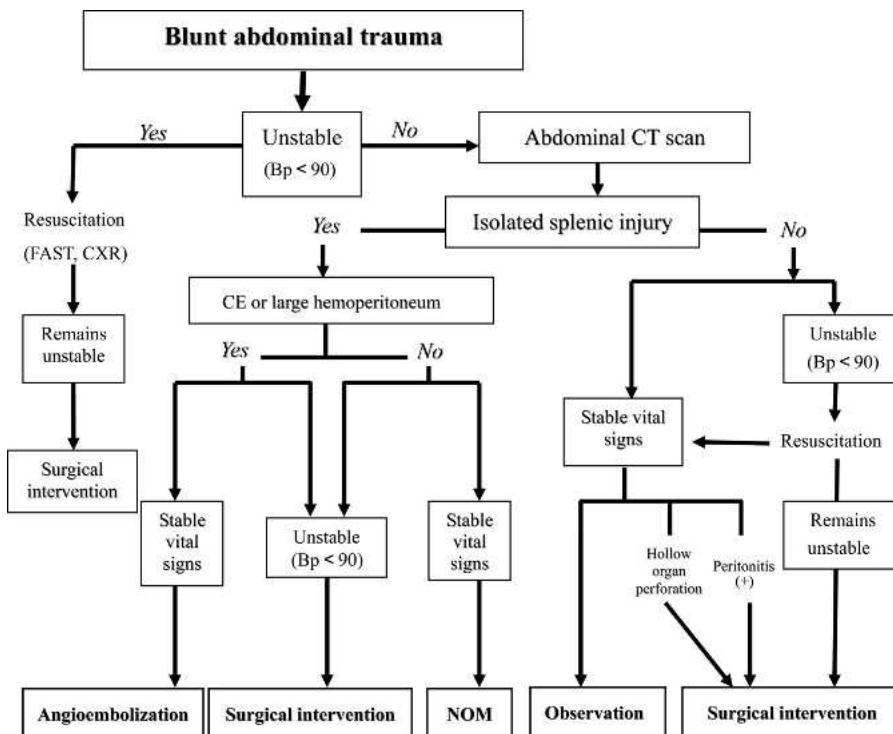 Blunt abdominal trauma
Yes
Unstable
(Bp < 90)
No
Abdominal CT scan
Resuscitation
(FAST, CXR)
Yes
Isolated splenic injury
No
CE or large hemoperitoneum
Remains
unstable
Unstable
(Bp < 90)
Yes
No
Stable vital
signs
Resuscitation
Surgical
intervention
Stable
vital
signs
Unstable
(Bp < 90)
Stable
vital
signs
Hollow
organ
perforation
Peritonitis
(+)
Remains
unstable
Angioembolization
Surgical intervention
NOM
Observation
Surgical intervention